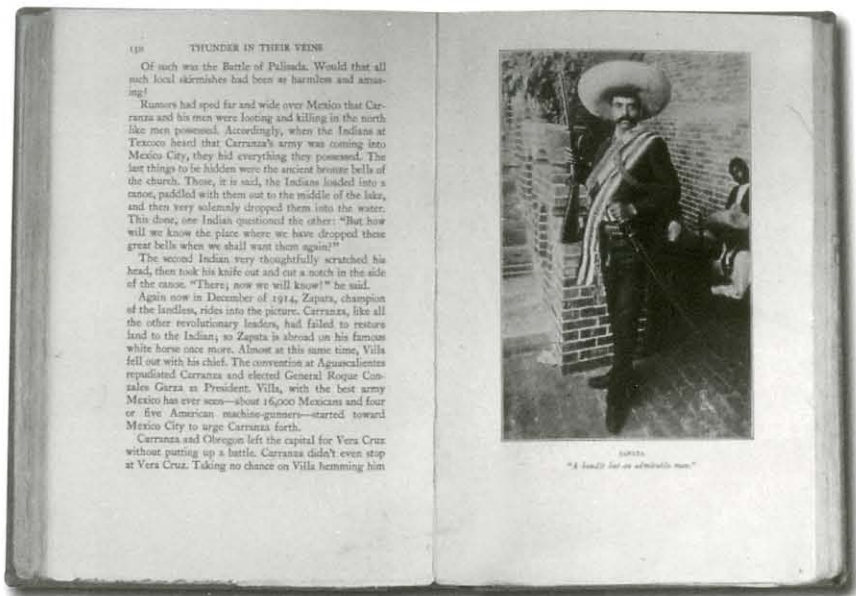 150 THUNDER IN THEIR VEINS
Of such was the Battle of Palisada. Would that all
such local skirmishes had been as harmless and amus-
ing!
Rumors had sped far and wide over Mexico that Car-
ranza and his men were looting and killing in the north
like men possessed. Accordingly, when the Indians at
Texcoco heard that Carranza's army was coming into
Mexico City, they hid everything they possessed. The
last things to be hidden were the ancient bronze bells of
the church. These, it is said, the Indians loaded into a
canoe, paddled with them out to the middle of the lake,
and then very solemnly dropped them into the water.
This done, one Indian questioned the other: "But how
will we know the place where we have dropped these
great bells when we shall want them again?"
The second Indian very thoughtfully scratched his
head, then took his knife out and cut a notch in the side
of the canoe. "There; now we will know!" he said.
Again now in December of 1914, Zapata, champion
of the landless, rides into the picture. Carranza, like all
the other revolutionary leaders, had failed to restore
land to the Indian; so Zapata is abroad on his famous
white horse once more. Almost at this same time, Villa
fell out with his chief. The convention at Aguascalientes
repudiated Carranza and elected General Roque Gon-
zales Garza as President. Villa, with the best army
Mexico has ever seen—about 16,000 Mexicans and four
or five American machine-gunners—started toward
Mexico City to urge Carranza forth.
Carranza and Obregon left the capital for Vera Cruz
without putting up a battle. Carranza didn't even stop
at Vera Cruz. Taking no chance on Villa hemming him
ZAPATA
"A bandit but an admirable man."